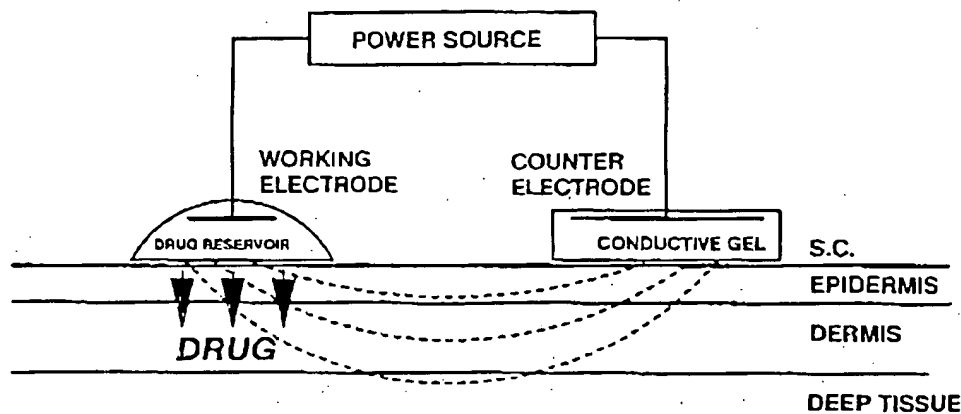 POWER SOURCE
WORKING
ELECTRODE
COUNTER
ELECTRODE
DRUG RESERVOIR
CONDUCTIVE GEL
S.C.
EPIDERMIS
DRUG
DERMIS
DEEP TISSUE